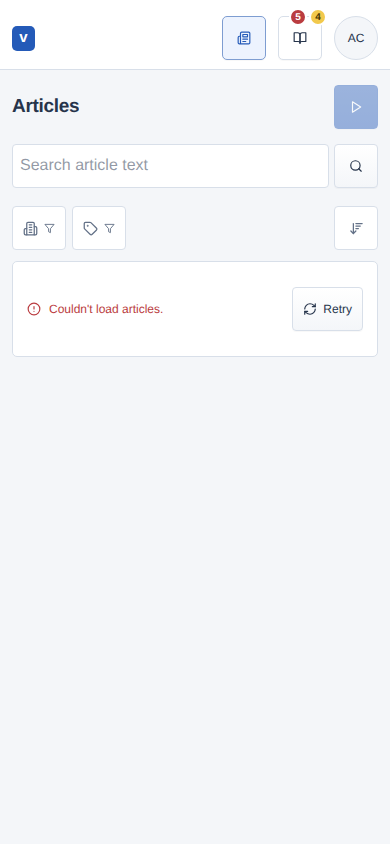 v
5 4
AC
Articles
Search article text
Couldn't load articles.
Retry